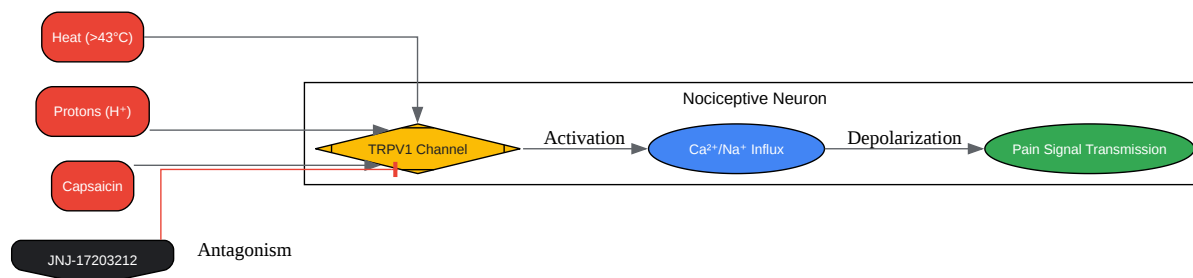 Heat (>43°C)
Nociceptive Neuron
Protons (H⁺)
TRPV1 Channel
Activation
Ca²⁺/Na⁺ Influx
Depolarization
Pain Signal Transmission
Capsaicin
JNJ-17203212
Antagonism